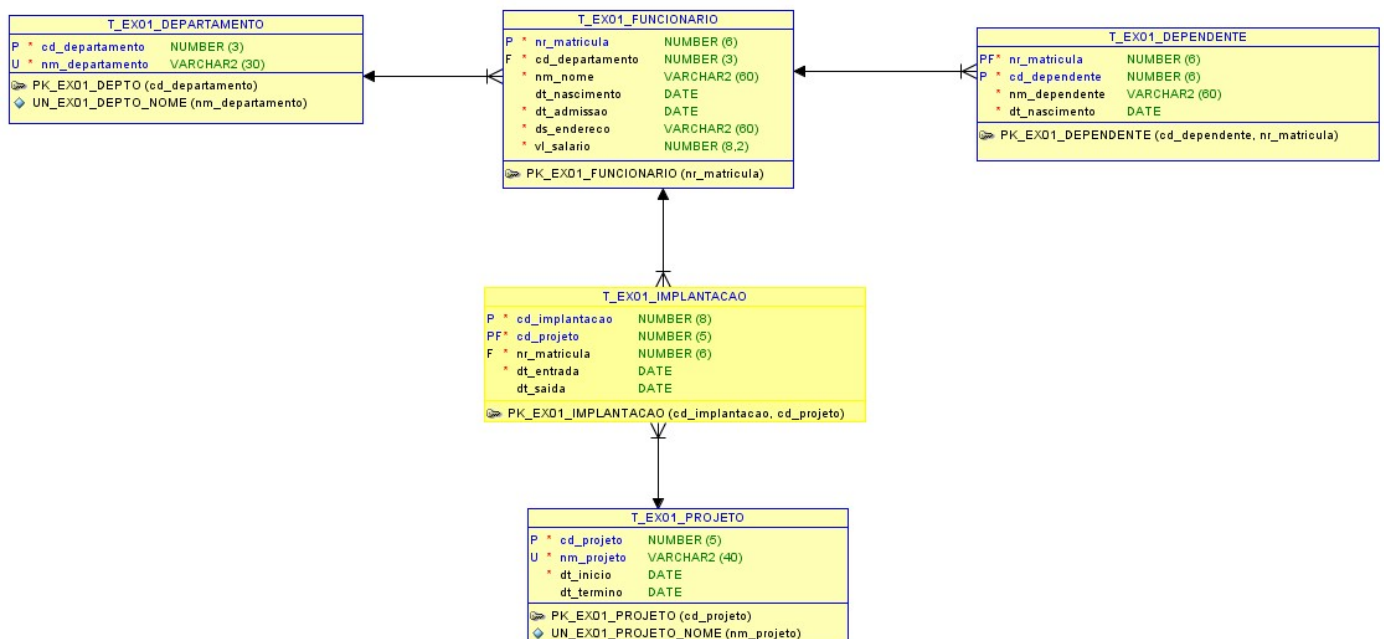 T_EX01_DEPARTAMENTO
P * cd_departamento NUMBER (3)
U * nm_departamento VARCHAR2 (30)
PK_EX01_DEPTO (cd_departamento)
UN_EX01_DEPTO_NOME (nm_departamento)
T_EX01_FUNCIONARIO
P * nr_matricula NUMBER (6)
F * cd_departamento NUMBER (3)
* nm_nome VARCHAR2 (60)
dt_nascimento DATE
* dt_admissao DATE
* ds_endereco VARCHAR2 (60)
* vl_salario NUMBER (8,2)
PK_EX01_FUNCIONARIO (nr_matricula)
T_EX01_DEPENDENTE
PF* nr_matricula NUMBER (6)
P * cd_dependente NUMBER (6)
* nm_dependente VARCHAR2 (60)
* dt_nascimento DATE
PK_EX01_DEPENDENTE (cd_dependente, nr_matricula)
T_EX01_IMPLANTACAO
P * cd_implantacao NUMBER (8)
PF* cd_projeto NUMBER (5)
F * nr_matricula NUMBER (6)
* dt_entrada DATE
dt_saida DATE
PK_EX01_IMPLANTACAO (cd_implantacao, cd_projeto)
T_EX01_PROJETO
P * cd_projeto NUMBER (5)
U * nm_projeto VARCHAR2 (40)
* dt_inicio DATE
dt_termino DATE
PK_EX01_PROJETO (cd_projeto)
UN_EX01_PROJETO_NOME (nm_projeto)